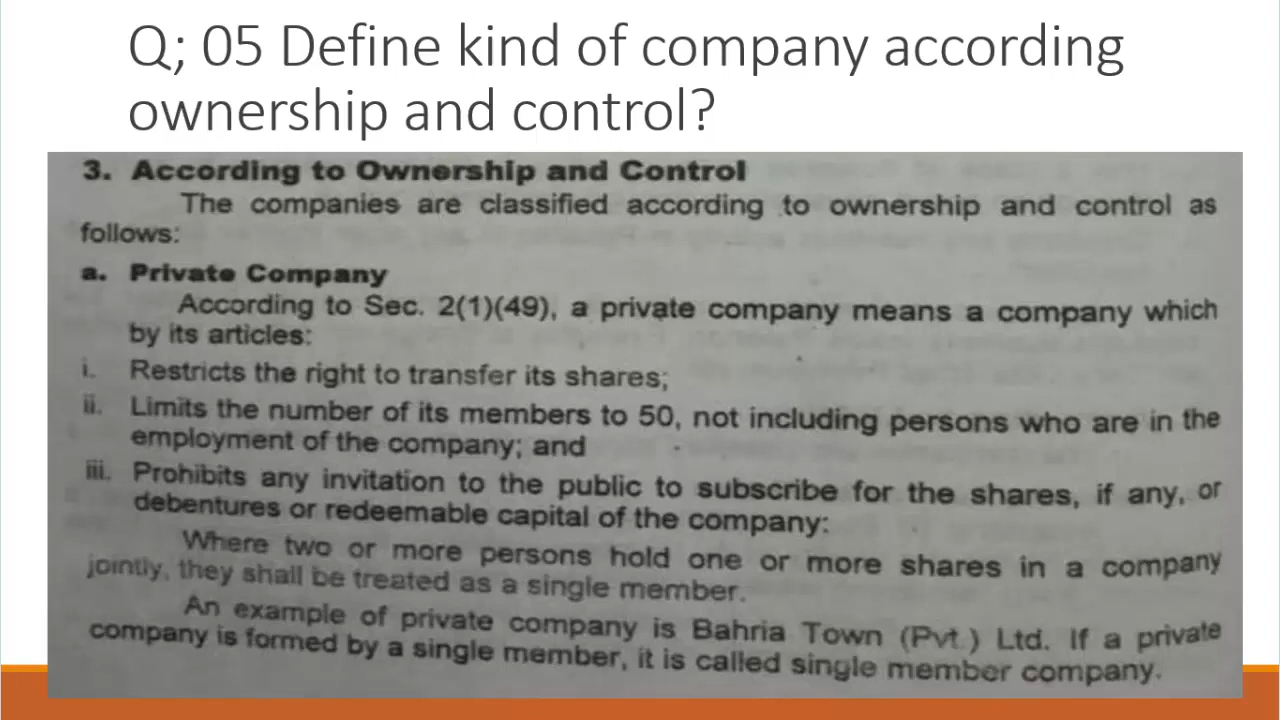 Q; 05 Define kind of company according
ownership and control?
3. According to Ownership and Control
The companies are classified according to ownership and control as
follows:
a. Private Company
According to Sec. 2(1)(49), a private company means a company which
by its articles:
i. Restricts the right to transfer its shares;
ii. Limits the number of its members to 50, not including persons who are in the
employment of the company; and
iii. Prohibits any invitation to the public to subscribe for the shares, if any, or
debentures or redeemable capital of the company:
Where two or more persons hold one or more shares in a company
jointly, they shall be treated as a single member.
An example of private company is Bahria Town (Pvt.) Ltd. If a private
company is formed by a single member, it is called single member company.